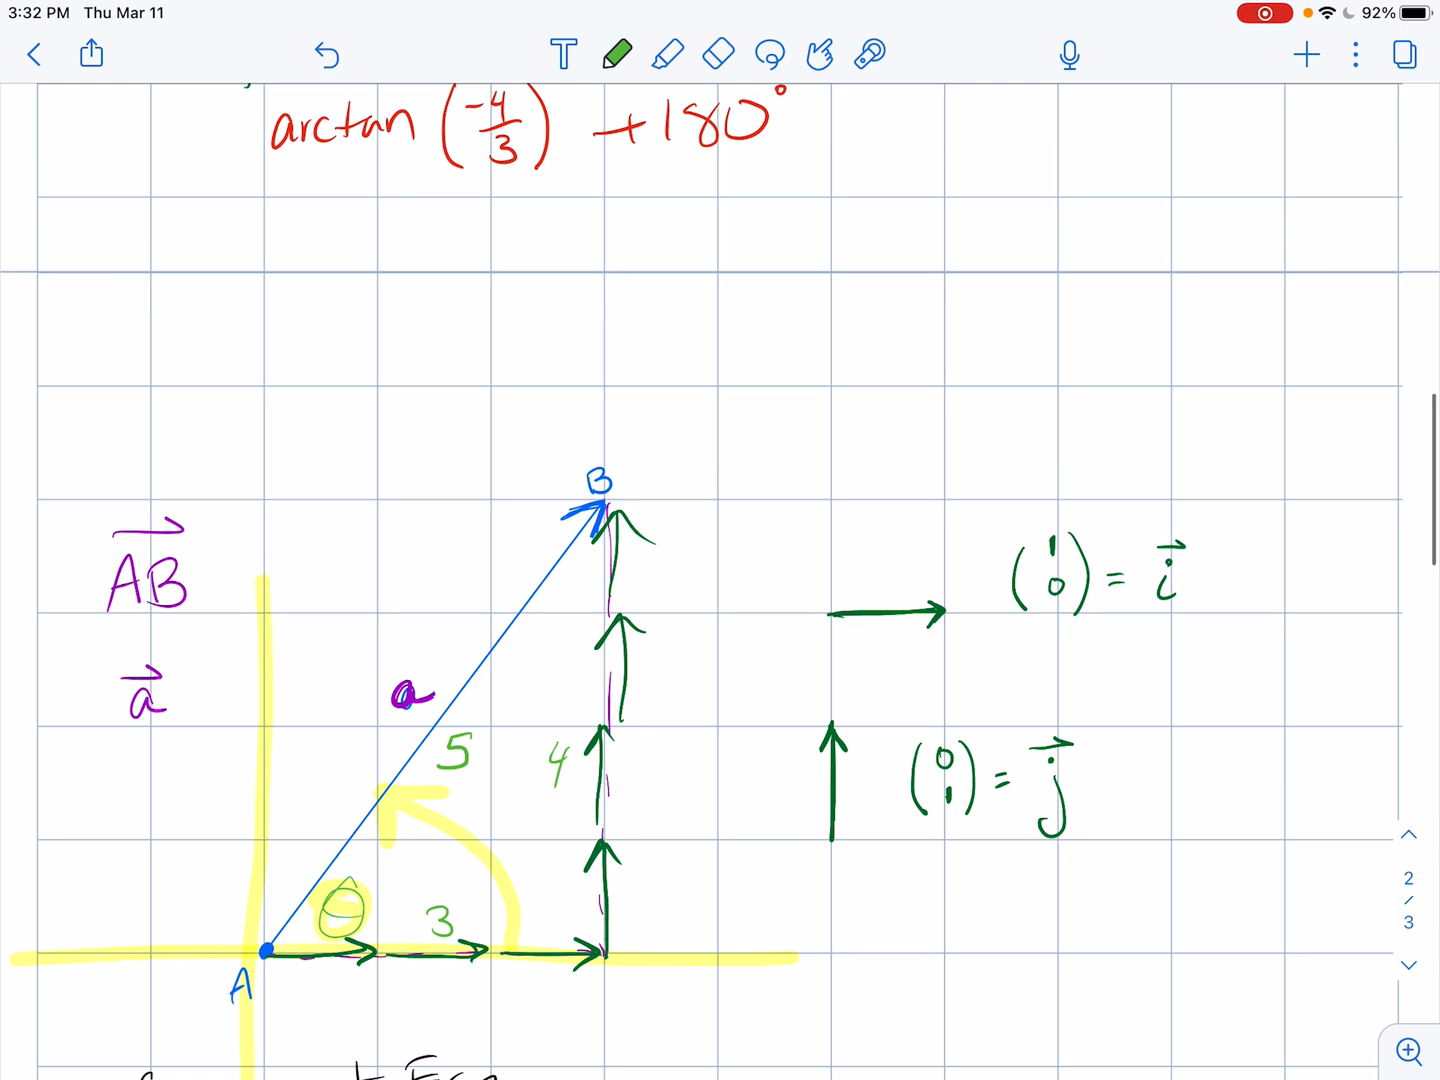 3:32 PM Thu Mar 11 92%
T
arctan (-4/3) +180°
B
AB
(1 0) = i
a
a
5
4
(0 1) = j
θ
3
A
2
/
3